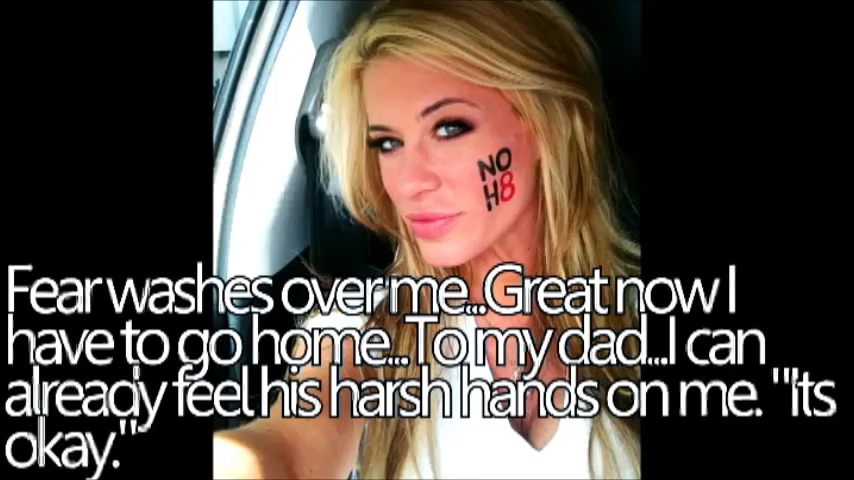 NO
H8
Fear washes over me...Great now I
have to go home...To my dad...I can
already feel his harsh hands on me. '"Its
okay."